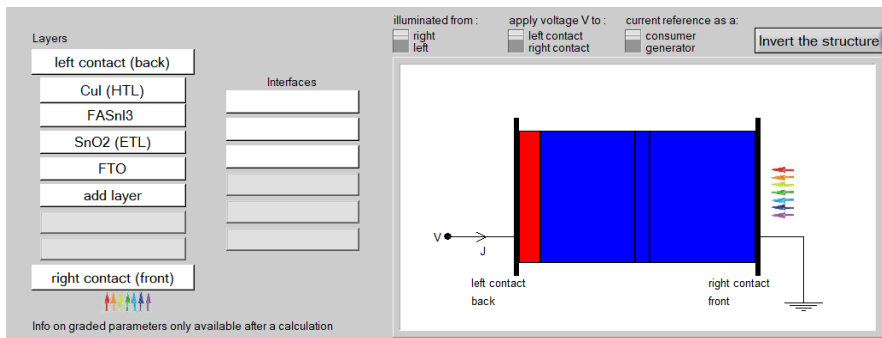 illuminated from :
right
left
apply voltage V to :
left contact
right contact
current reference as a:
consumer
generator
Invert the structure
Layers
left contact (back)
CuI (HTL)
FASnI3
SnO2 (ETL)
FTO
add layer
right contact (front)
Info on graded parameters only available after a calculation
Interfaces
V
J
left contact
back
right contact
front